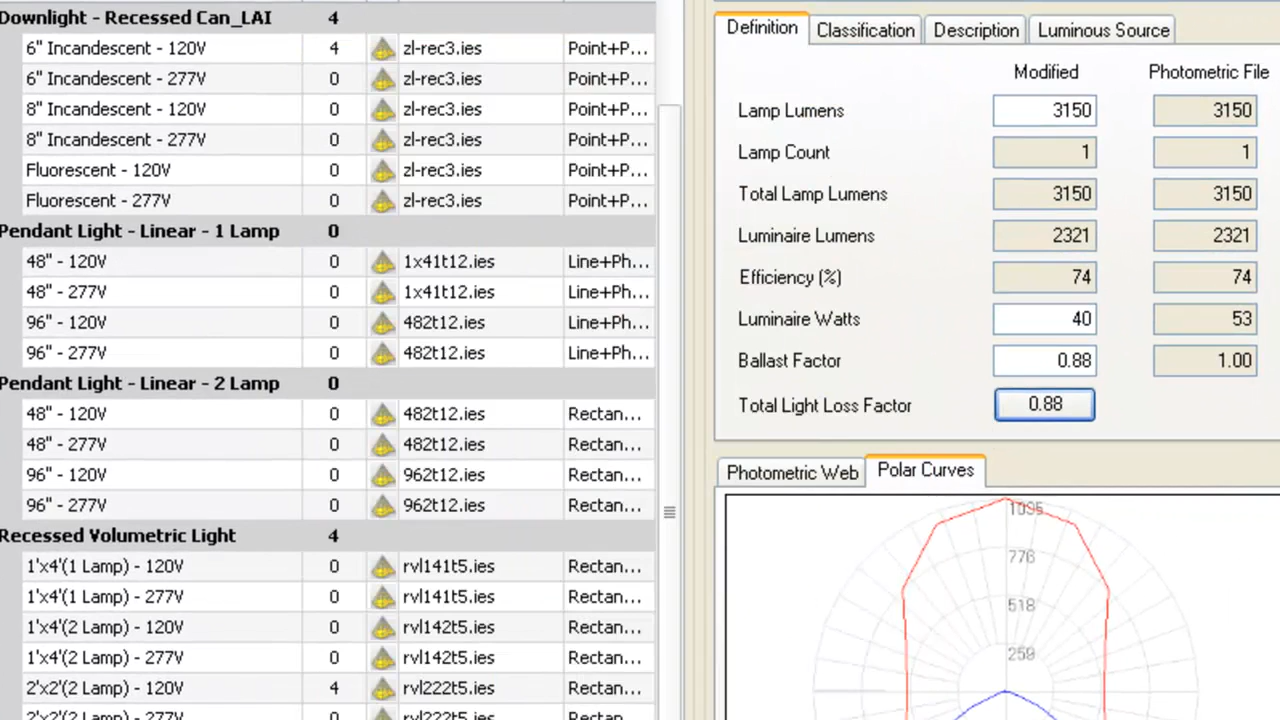 Downlight - Recessed Can_LAI 4
6" Incandescent - 120V 0 4 zl-rec3.ies Point+P...
6" Incandescent - 277V 0 zl-rec3.ies Point+P...
8" Incandescent - 120V 0 zl-rec3.ies Point+P...
8" Incandescent - 277V 0 zl-rec3.ies Point+P...
Fluorescent - 120V 0 zl-rec3.ies Point+P...
Fluorescent - 277V 0 zl-rec3.ies Point+P...
Pendant Light - Linear - 1 Lamp 0
48" - 120V 0 1x41t12.ies Line+Ph...
48" - 277V 0 1x41t12.ies Line+Ph...
96" - 120V 0 482t12.ies Line+Ph...
96" - 277V 0 482t12.ies Line+Ph...
Pendant Light - Linear - 2 Lamp 0
48" - 120V 0 482t12.ies Rectan...
48" - 277V 0 482t12.ies Rectan...
96" - 120V 0 962t12.ies Rectan...
96" - 277V 0 962t12.ies Rectan...
Recessed Volumetric Light 4
1'x4'(1 Lamp) - 120V 0 rvl141t5.ies Rectan...
1'x4'(1 Lamp) - 277V 0 rvl141t5.ies Rectan...
1'x4'(2 Lamp) - 120V 0 rvl142t5.ies Rectan...
1'x4'(2 Lamp) - 277V 0 rvl142t5.ies Rectan...
2'x2'(2 Lamp) - 120V 4 rvl222t5.ies Rectan...
2'x2'(2 Lamp) - 277V 0 rvl222t5.ies Rectan...
Definition Classification Description Luminous Source
Modified Photometric File
Lamp Lumens 3150 3150
Lamp Count 1 1
Total Lamp Lumens 3150 3150
Luminaire Lumens 2321 2321
Efficiency (%) 74 74
Luminaire Watts 40 53
Ballast Factor 0.88 1.00
Total Light Loss Factor 0.88
Photometric Web Polar Curves
1035
776
518
259